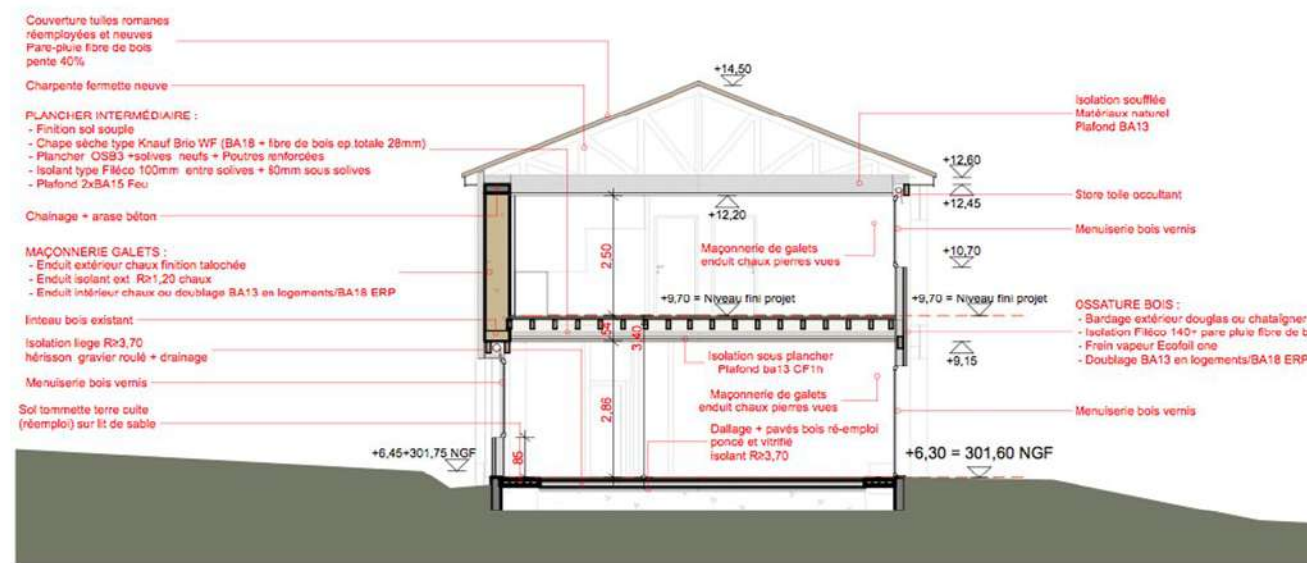 Couverture tuiles romanes
réemployées et neuves
Pare-pluie fibre de bois
pente 40%
Charpente fermette neuve
PLANCHER INTERMÉDIAIRE :
- Finition sol souple
- Chape sèche type Knauf Brio WF (BA18 + fibre de bois ep.totale 28mm)
- Plancher OSB3 +solives neufs + Poutres renforcées
- Isolant type Filéco 100mm entre solives + 60mm sous solives
- Plafond 2xBA15 Feu
Chainage + arase béton
MAÇONNERIE GALETS :
- Enduit extérieur chaux finition talochée
- Enduit isolant ext R≥1,20 chaux
- Enduit intérieur chaux ou doublage BA13 en logements/BA18 ERP
linteau bois existant
Isolation liege R≥3,70
hérisson gravier roulé + drainage
Menuiserie bois vernis
Sol tommette terre cuite
(réemploi) sur lit de sable
+6,45+301,75 NGF
+14,50
+12,20
2,50
Maçonnerie de galets
enduit chaux pierres vues
+9,70 = Niveau fini projet
,54
3,40
Isolation sous plancher
Plafond ba13 CF1h
2,86
Maçonnerie de galets
enduit chaux pierres vues
Dallage + pavés bois ré-emploi
poncé et vitrifié
isolant R≥3,70
,85
Isolation soufflée
Matériaux naturel
Plafond BA13
+12,60
+12,45
Store toile occultant
Menuiserie bois vernis
+10,70
+9,70 = Niveau fini projet
OSSATURE BOIS :
- Bardage extérieur douglas ou chataigner
- Isolation Filéco 140+ pare pluie fibre de b
- Frein vapeur Ecofoil one
- Doublage BA13 en logements/BA18 ERP
+9,15
Menuiserie bois vernis
+6,30 = 301,60 NGF